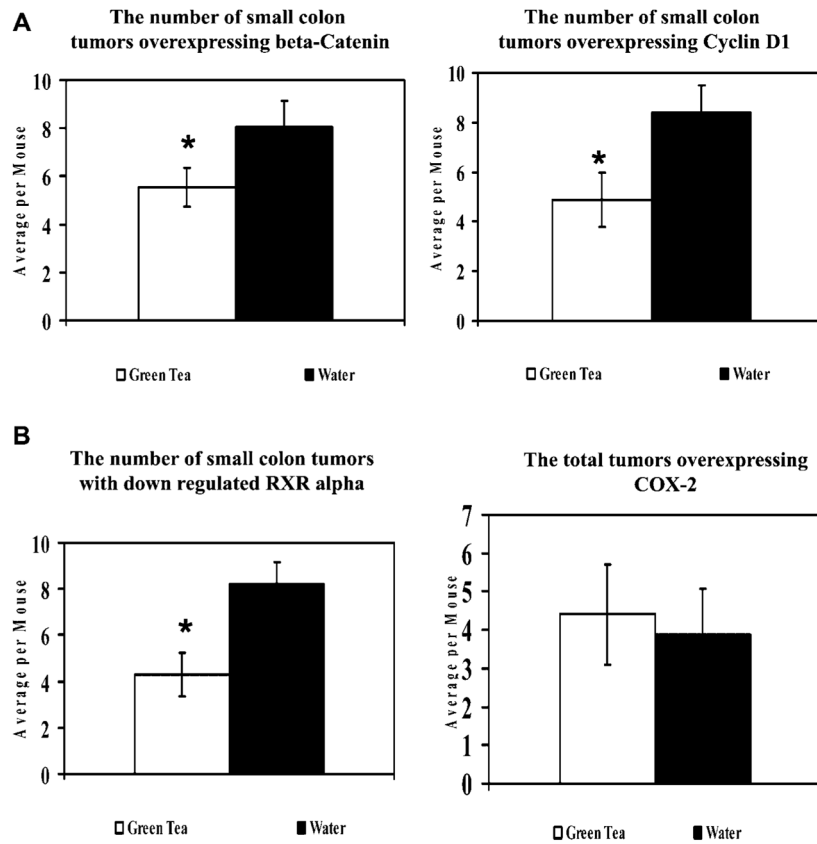 A
The number of small colon
tumors overexpressing beta-Catenin
Average per Mouse
10
8
6
4
2
0
*
Green Tea
Water
The number of small colon
tumors overexpressing Cyclin D1
Average per Mouse
10
8
6
4
2
0
*
Green Tea
Water
B
The number of small colon tumors
with down regulated RXR alpha
Average per Mouse
10
8
6
4
2
0
*
Green Tea
Water
The total tumors overexpressing
COX-2
Average per Mouse
7
6
5
4
3
2
1
0
Green Tea
Water